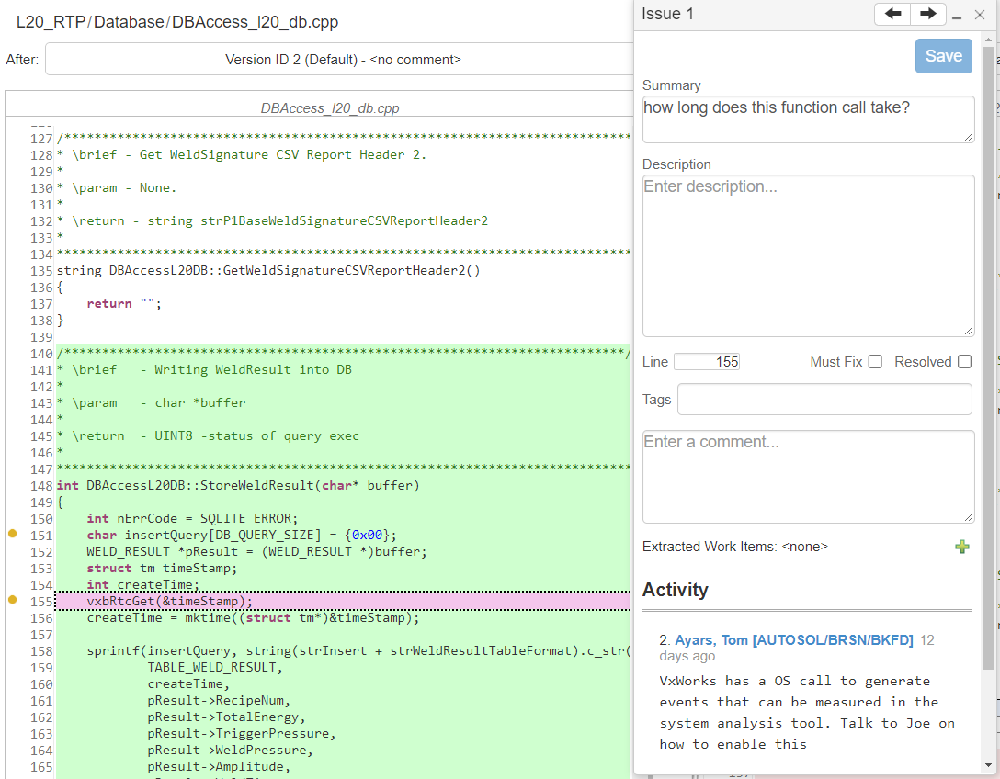 L20_RTP/Database/DBAccess_l20_db.cpp
After:
Version ID 2 (Default) - <no comment>
DBAccess_l20_db.cpp
127 /***************************************************************************
128 * \brief - Get WeldSignature CSV Report Header 2.
129 *
130 * \param - None.
131 *
132 * \return - string strP1BaseWeldSignatureCSVReportHeader2
133 *
134 ****************************************************************************
135 string DBAccessL20DB::GetWeldSignatureCSVReportHeader2()
136 {
137     return "";
138 }
139
140 /**************************************************************************/
141 * \brief   - Writing WeldResult into DB
142 *
143 * \param   - char *buffer
144 *
145 * \return  - UINT8 -status of query exec
146 *
147 ****************************************************************************
148 int DBAccessL20DB::StoreWeldResult(char* buffer)
149 {
150     int nErrCode = SQLITE_ERROR;
151     char insertQuery[DB_QUERY_SIZE] = {0x00};
152     WELD_RESULT *pResult = (WELD_RESULT *)buffer;
153     struct tm timeStamp;
154     int createTime;
155     vxbRtcGet(&timeStamp);
156     createTime = mktime((struct tm*)&timeStamp);
157
158     sprintf(insertQuery, string(strInsert + strWeldResultTableFormat).c_str(
159             TABLE_WELD_RESULT,
160             createTime,
161             pResult->RecipeNum,
162             pResult->TotalEnergy,
163             pResult->TriggerPressure,
164             pResult->WeldPressure,
165             pResult->Amplitude,
Issue 1
Save
Summary
how long does this function call take?
Description
Enter description...
Line 155 Must Fix Resolved
Tags
Enter a comment...
Extracted Work Items: <none>
Activity
2. Ayars, Tom [AUTOSOL/BRSN/BKFD] 12
days ago
VxWorks has a OS call to generate
events that can be measured in the
system analysis tool. Talk to Joe on
how to enable this